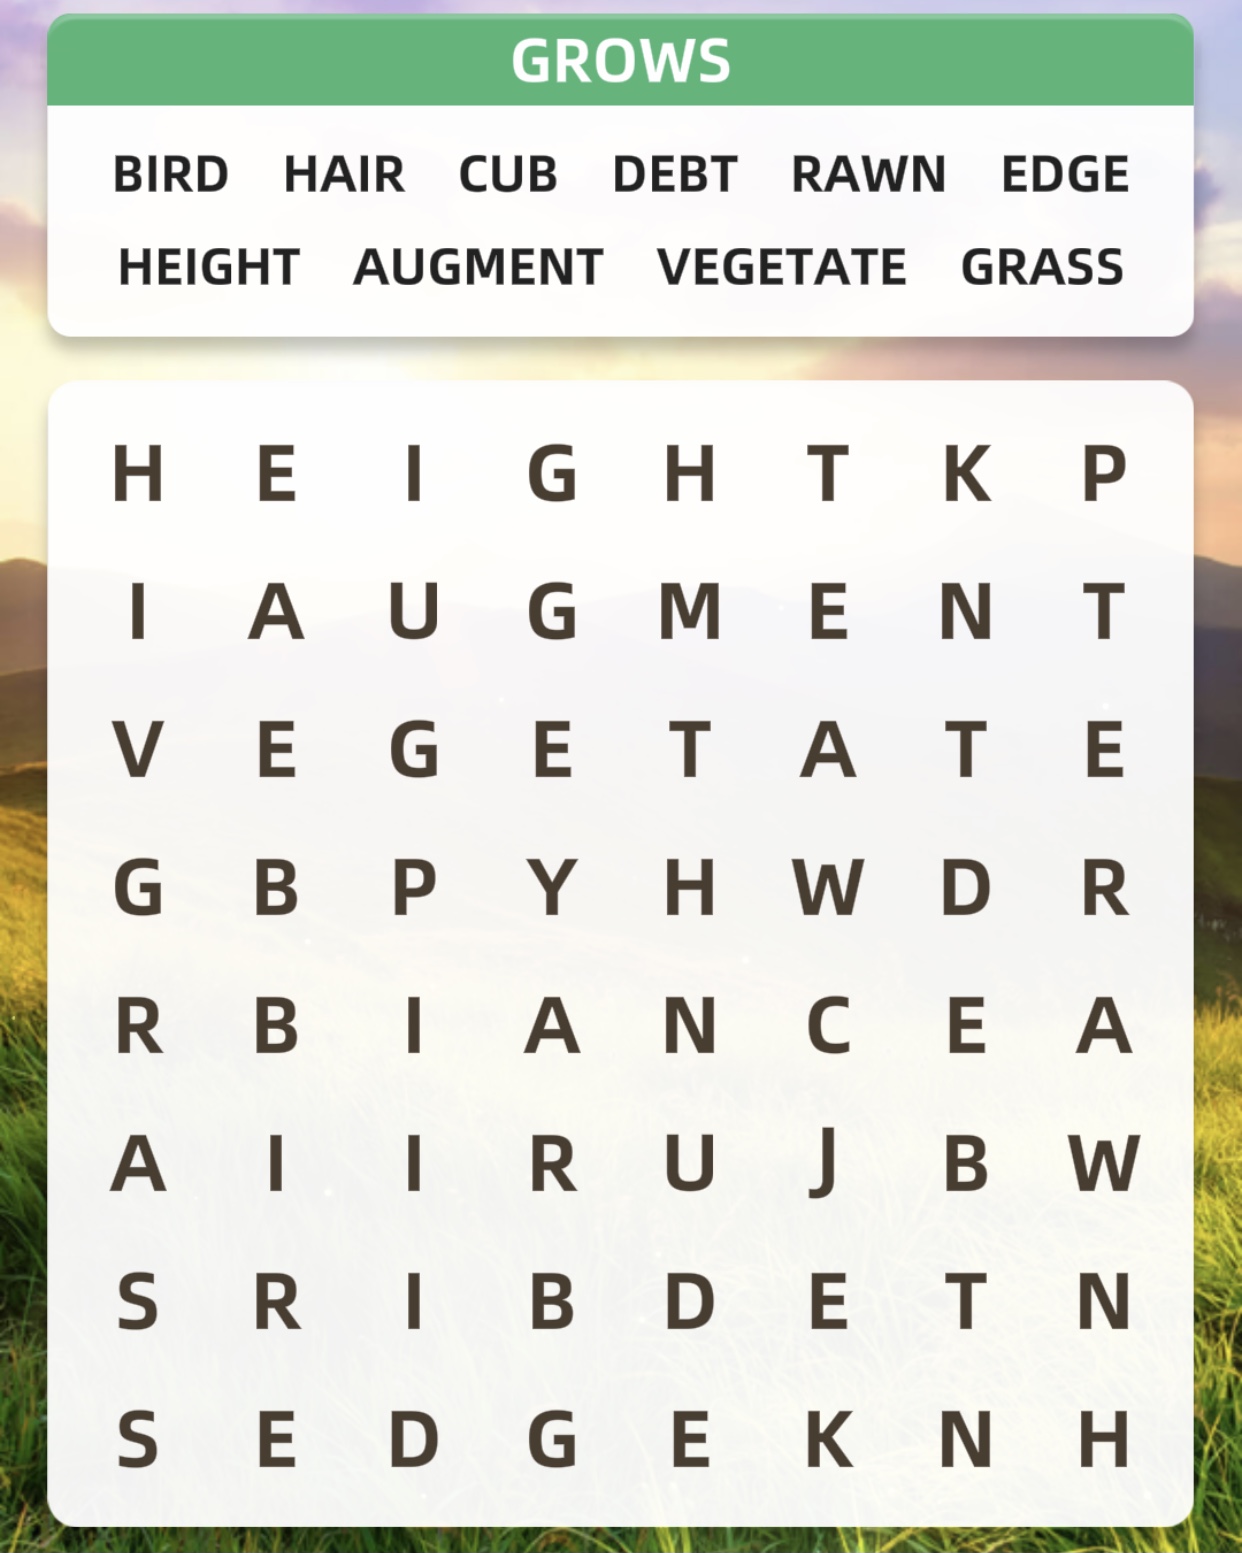 GROWS
BIRD HAIR CUB DEBT RAWN EDGE
HEIGHT AUGMENT VEGETATE GRASS
H E I G H T K P
I A U G M E N T
V E G E T A T E
G B P Y H W D R
R B I A N C E A
A I I R U J B W
S R I B D E T N
S E D G E K N H